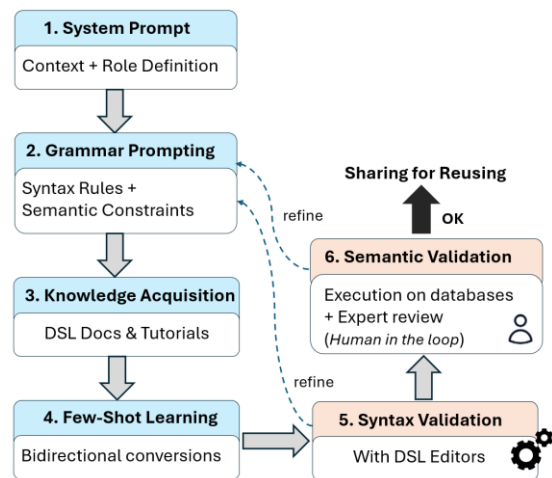 1. System Prompt
Context + Role Definition
2. Grammar Prompting
Syntax Rules +
Semantic Constraints
3. Knowledge Acquisition
DSL Docs & Tutorials
4. Few-Shot Learning
Bidirectional conversions
5. Syntax Validation
With DSL Editors
refine
6. Semantic Validation
Execution on databases
+ Expert review
(Human in the loop)
refine
OK
Sharing for Reusing